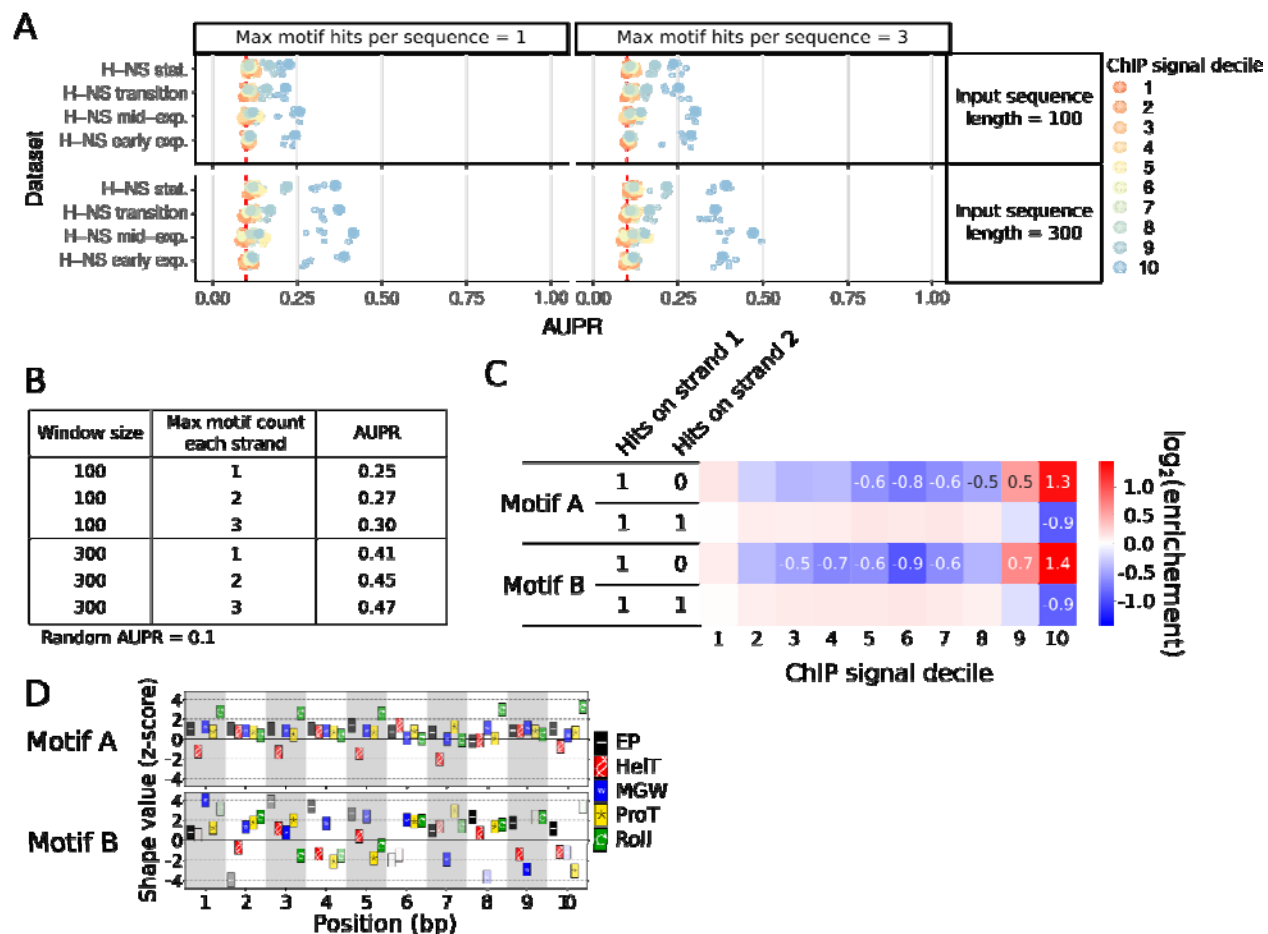 A
Max motif hits per sequence = 1
Max motif hits per sequence = 3
ChIP signal decile
1
2
3
4
5
6
7
8
9
10
Dataset
H-NS stat.
H-NS transition
H-NS mid-exp.
H-NS early exp.
Input sequence
length = 100
H-NS stat.
H-NS transition
H-NS mid-exp.
H-NS early exp.
Input sequence
length = 300
0.00 0.25 0.50 0.75 1.00 0.00 0.25 0.50 0.75 1.00
AUPR
B
Window size Max motif count each strand AUPR
100 1 0.25
100 2 0.27
100 3 0.30
300 1 0.41
300 2 0.45
300 3 0.47
Random AUPR = 0.1
C
Hits on strand 1
Hits on strand 2
Motif A
1 0 -0.6 -0.8 -0.6 -0.5 0.5 1.3
1 1 -0.9
Motif B
1 0 -0.5 -0.7 -0.6 -0.9 -0.6 0.7 1.4
1 1 -0.9
1 2 3 4 5 6 7 8 9 10
ChIP signal decile
1.0
0.5
0.0
-0.5
-1.0
log2(enrichement)
D
Shape value (z-score)
Motif A
4
2
0
-2
-4
Motif B
4
2
0
-2
-4
1 2 3 4 5 6 7 8 9 10
Position (bp)
EP
HelT
MGW
ProT
Roll